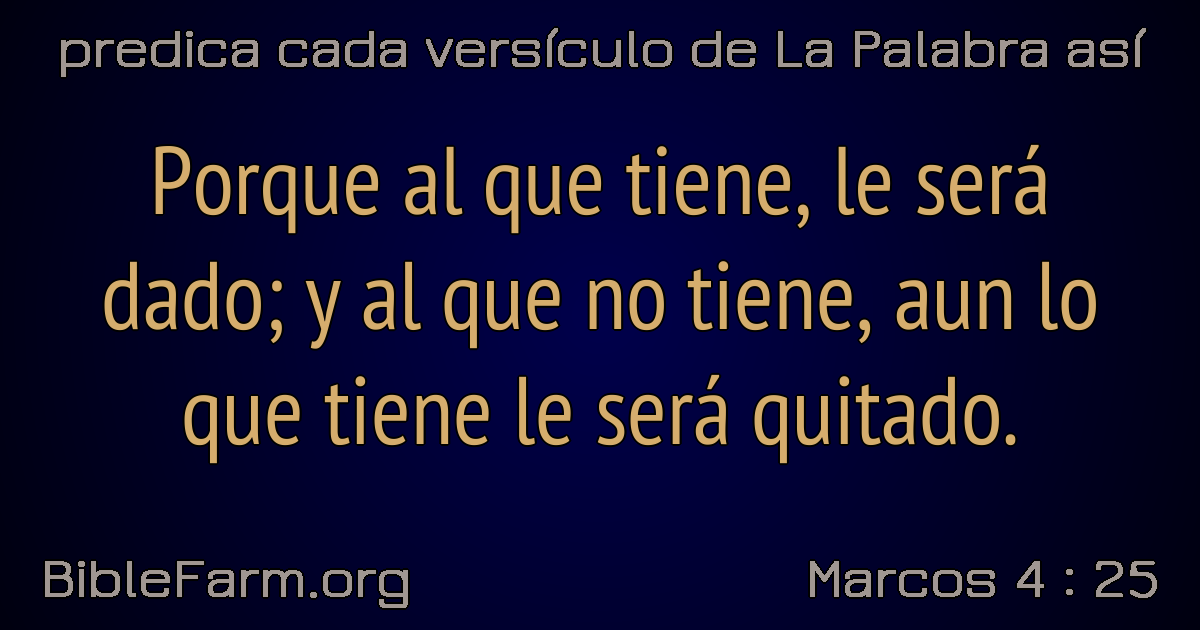 predica cada versículo de La Palabra así
Porque al que tiene, le será
dado; y al que no tiene, aun lo
que tiene le será quitado.
BibleFarm.org
Marcos 4 : 25